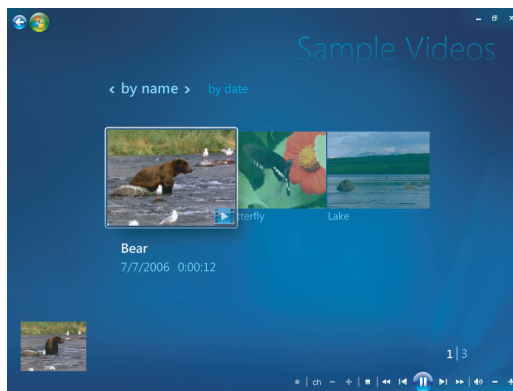 Sample Videos
‹ by name › by date
tterfly Lake
Bear
7/7/2006 0:00:12
1 | 3
ch